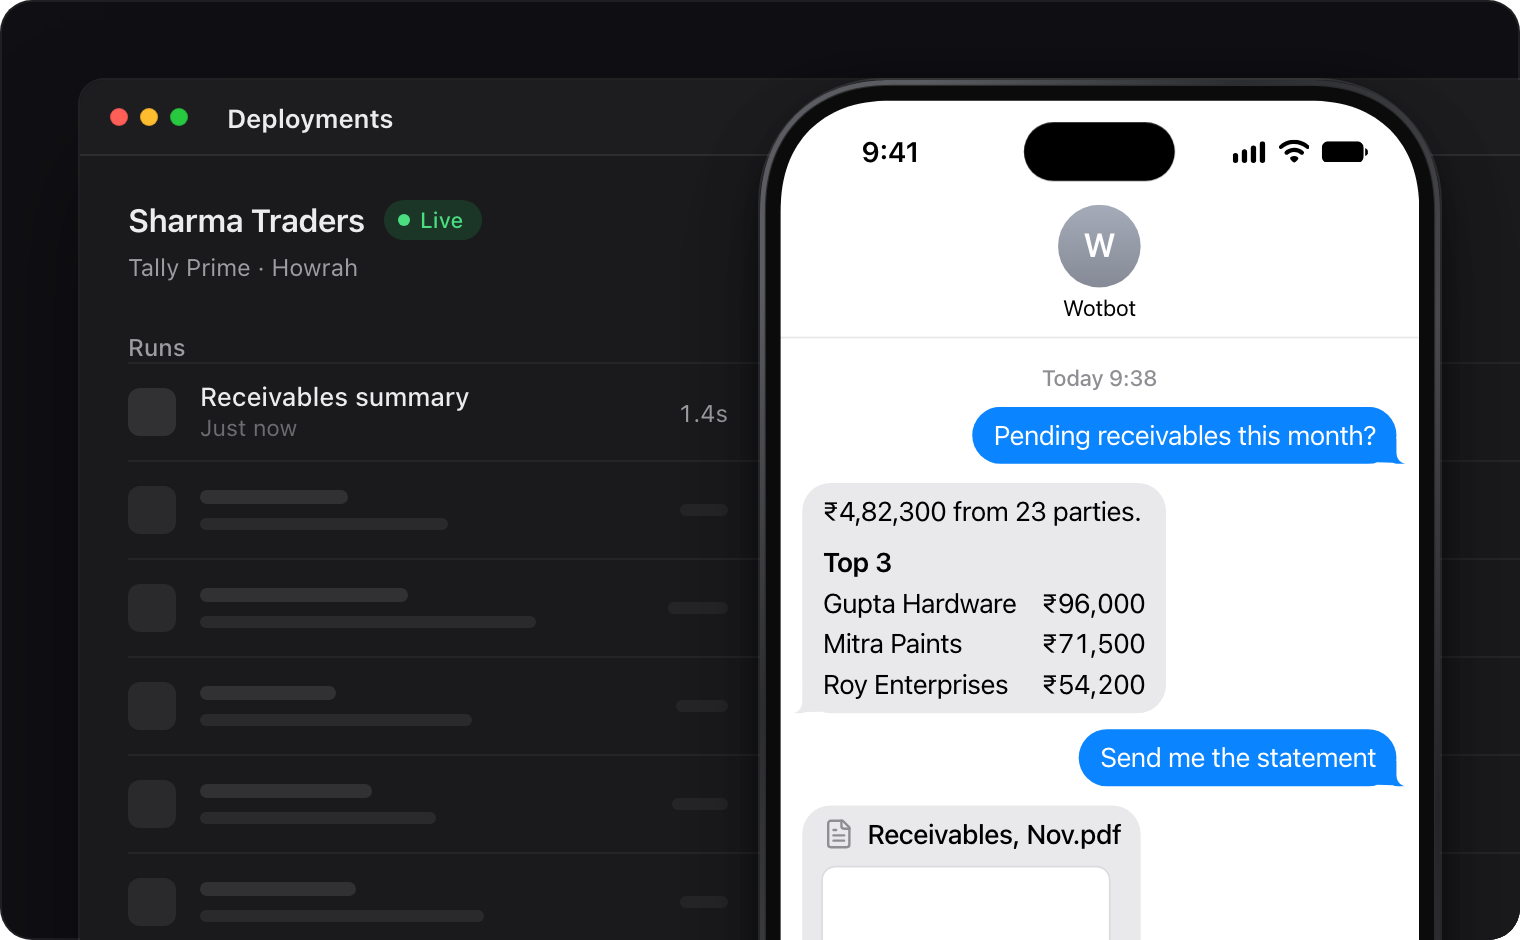 Deployments
Sharma Traders
Live
Tally Prime · Howrah
Runs
Receivables summary
Just now
1.4s
9:41
W
Wotbot
Today 9:38
Pending receivables this month?
₹4,82,300 from 23 parties.
Top 3
Gupta Hardware ₹96,000
Mitra Paints ₹71,500
Roy Enterprises ₹54,200
Send me the statement
Receivables, Nov.pdf